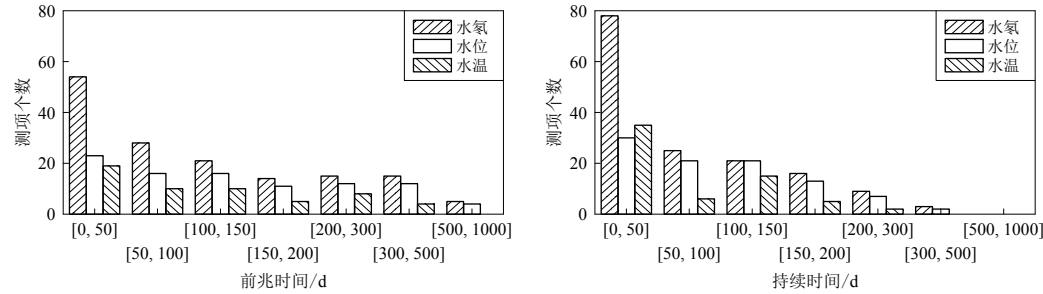 80
60
40
20
0
测项个数
水氡
水位
水温
[0, 50]
[50, 100]
[100, 150]
[150, 200]
[200, 300]
[300, 500]
[500, 1000]
前兆时间/d
80
60
40
20
0
测项个数
水氡
水位
水温
[0, 50]
[50, 100]
[100, 150]
[150, 200]
[200, 300]
[300, 500]
[500, 1000]
持续时间/d